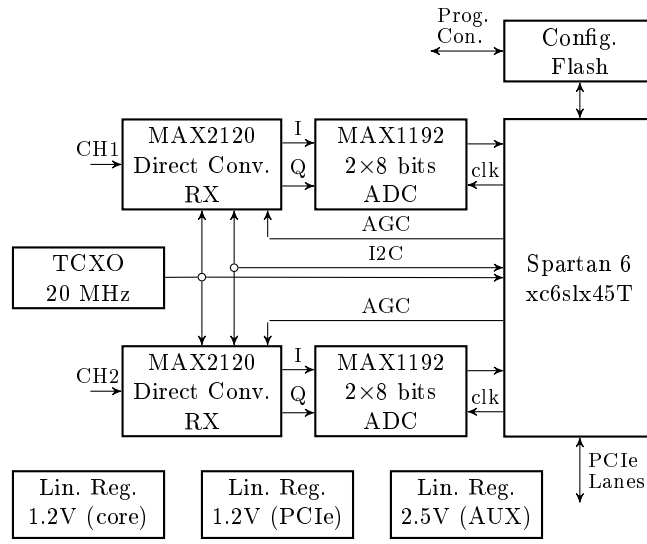 Prog.
Con.
Config.
Flash
CH1
MAX2120
Direct Conv.
RX
I
Q
MAX1192
2×8 bits
ADC
clk
AGC
I2C
TCXO
20 MHz
Spartan 6
xc6slx45T
AGC
CH2
MAX2120
Direct Conv.
RX
I
Q
MAX1192
2×8 bits
ADC
clk
PCIe
Lanes
Lin. Reg.
1.2V (core)
Lin. Reg.
1.2V (PCIe)
Lin. Reg.
2.5V (AUX)